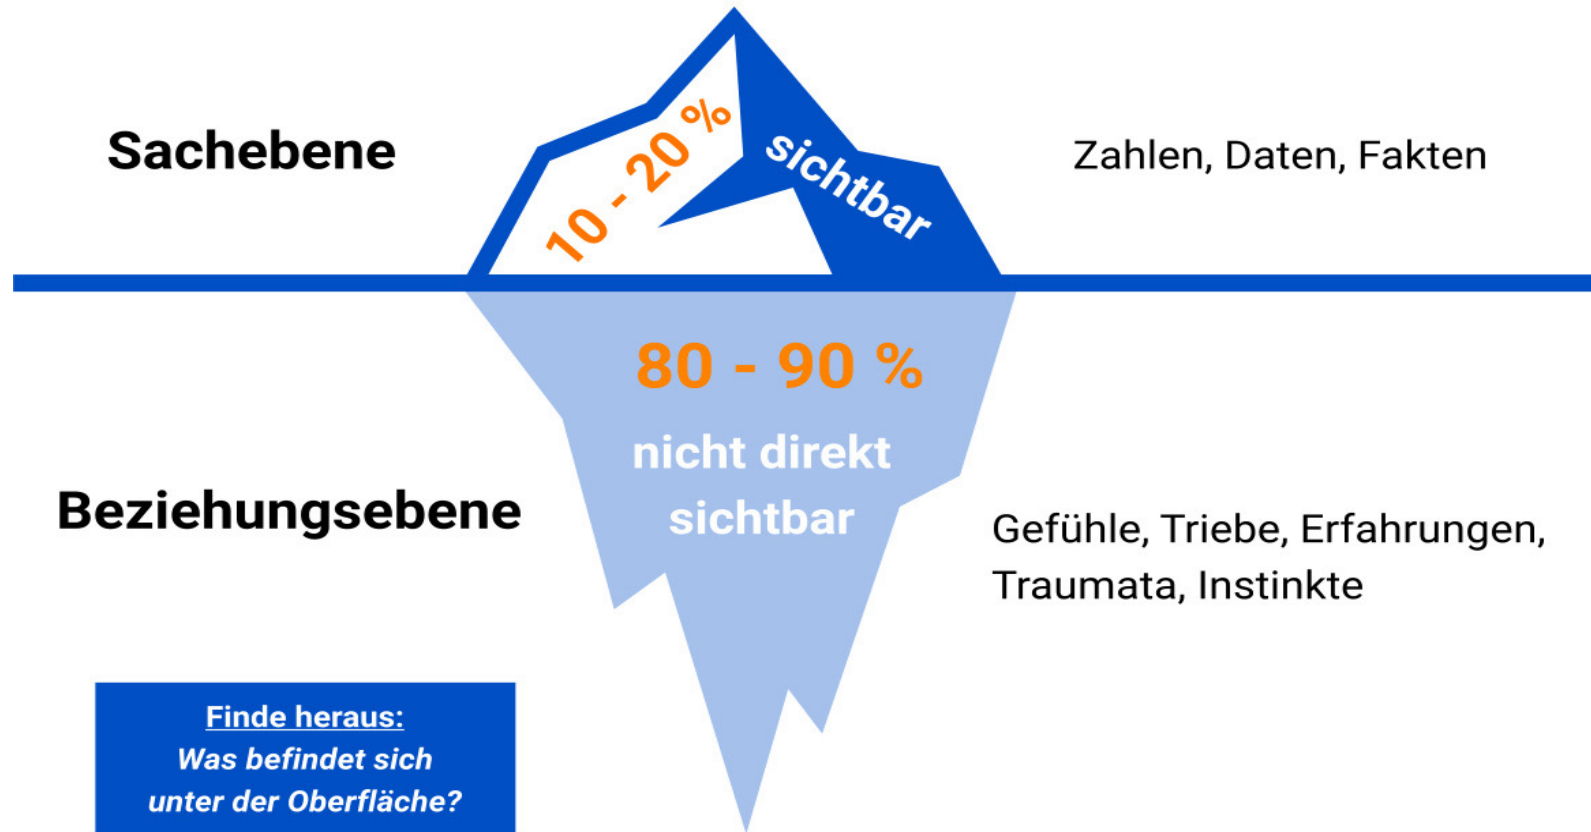 Sachebene
10 - 20 %
sichtbar
Zahlen, Daten, Fakten
80 - 90 %
nicht direkt
sichtbar
Beziehungsebene
Gefühle, Triebe, Erfahrungen,
Traumata, Instinkte
Finde heraus:
Was befindet sich
unter der Oberfläche?